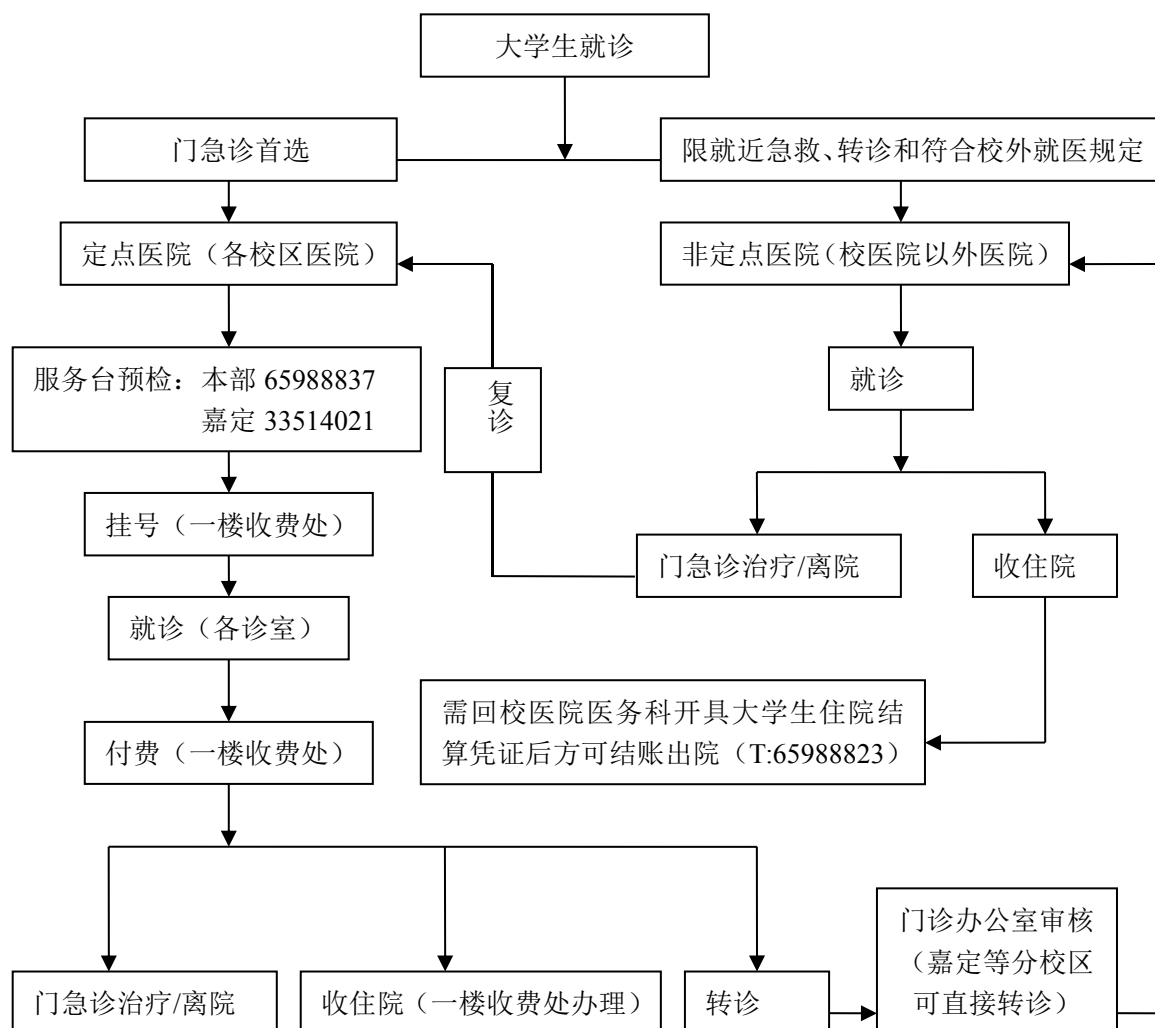 大学生就诊
门急诊首选
限就近急救、转诊和符合校外就医规定
定点医院（各校区医院）
非定点医院（校医院以外医院）
服务台预检：本部 65988837
嘉定 33514021
复
诊
就诊
挂号（一楼收费处）
门急诊治疗/离院
收住院
就诊（各诊室）
需回校医院医务科开具大学生住院结
算凭证后方可结账出院（T:65988823）
付费（一楼收费处）
门急诊治疗/离院
收住院（一楼收费处办理）
转诊
门诊办公室审核
（嘉定等分校区
可直接转诊）